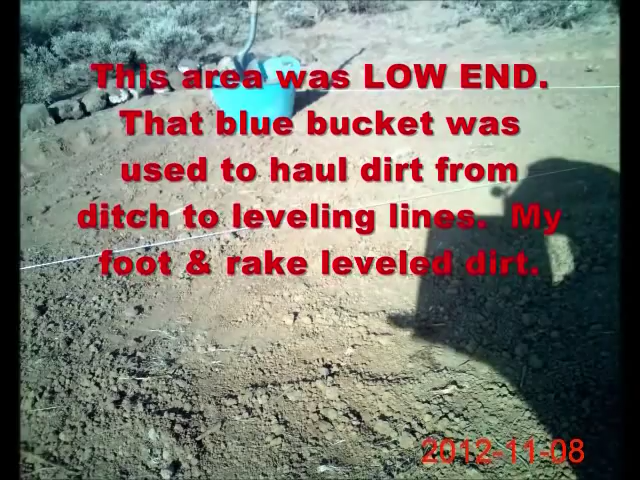 This area was LOW END.
That blue bucket was
used to haul dirt from
ditch to leveling lines.  My
foot & rake leveled dirt.
2012-11-08